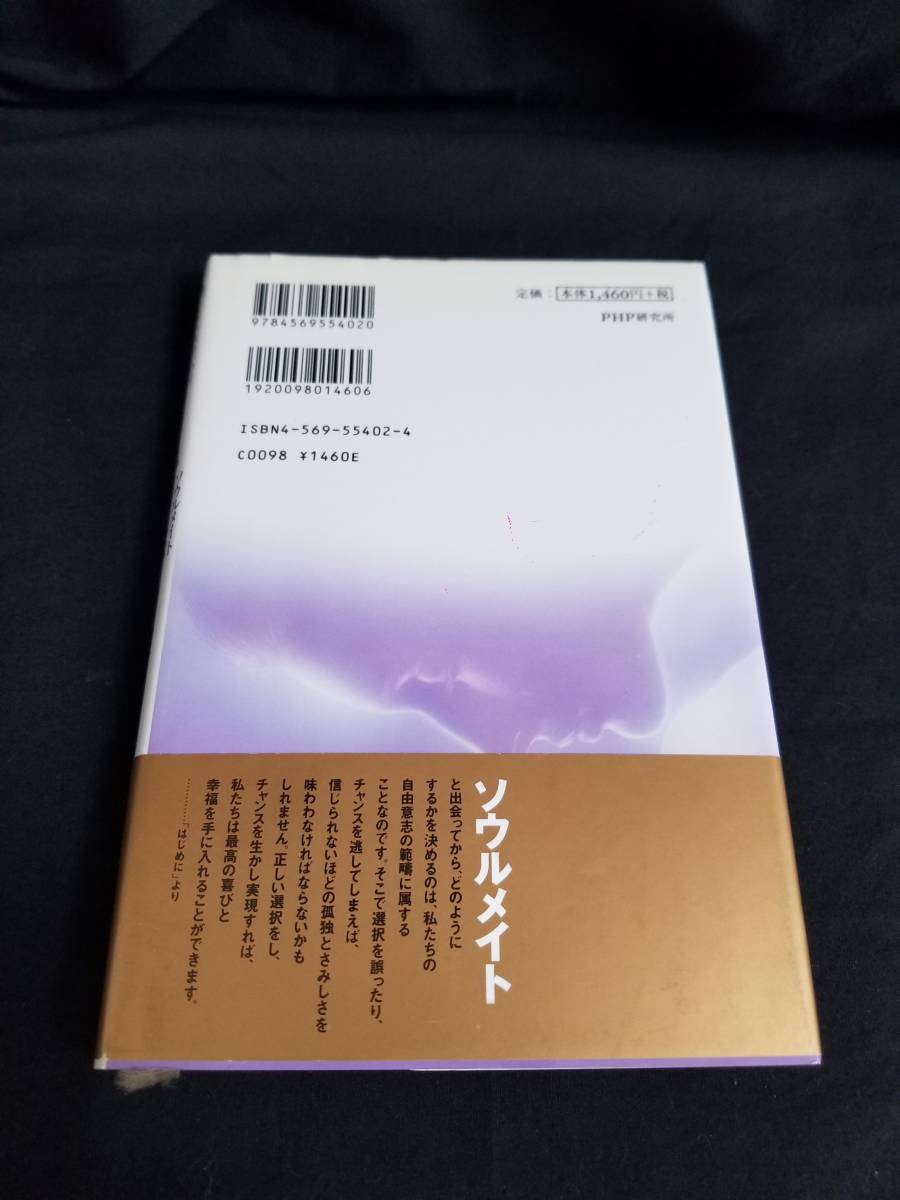 9784569554020
定価：本体1,460円+税
PHP研究所
1920098014606
ISBN4-569-55402-4
C0098 ¥1460E
ソウルメイト
ソウルメイト
と出会ってから、どのように
するかを決めるのは、私たちの
自由意志の範疇に属する
ことなのです。そこで選択を誤ったり、
チャンスを逃してしまえば、
信じられないほどの孤独とさみしさを
味わわなければならないかも
しれません。正しい選択をし、
チャンスを生かし実現すれば、
私たちは最高の喜びと
幸福を手に入れることができます。
…………「はじめに」より